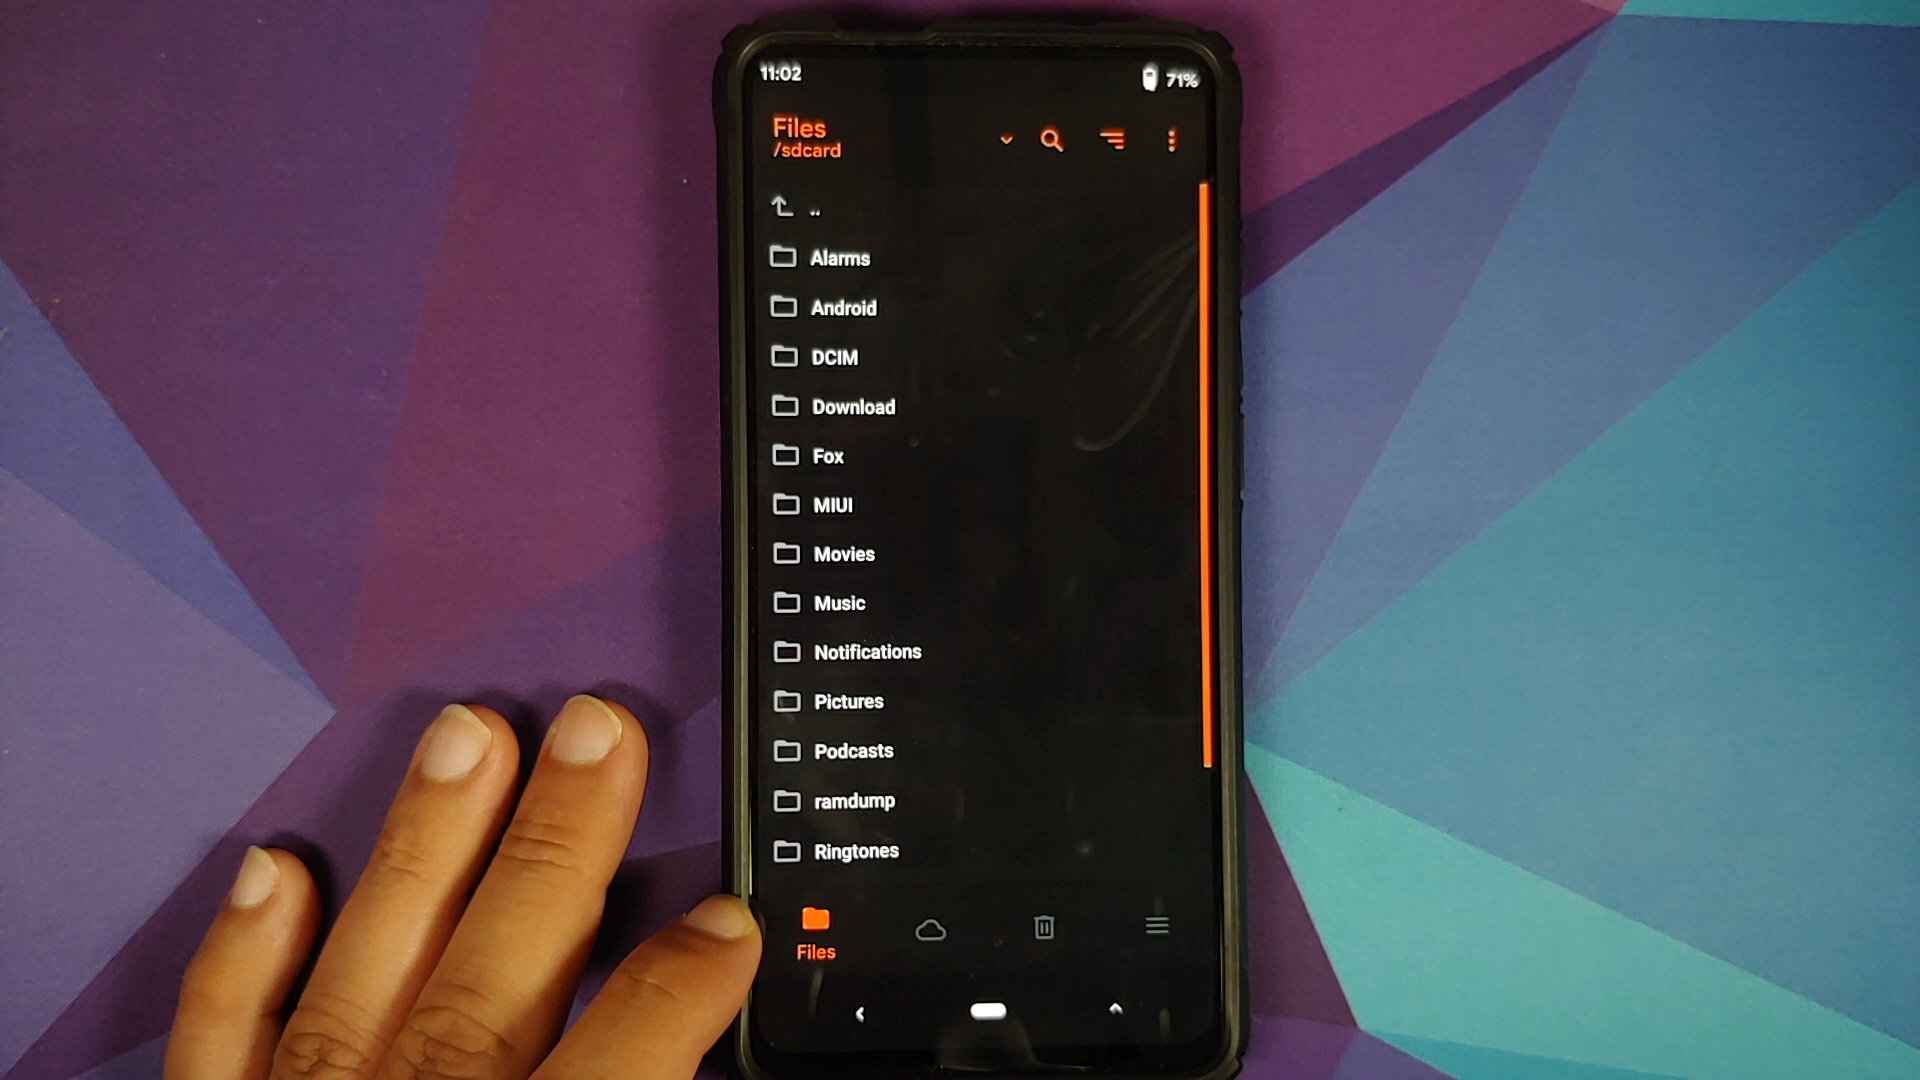 11:02
71%
Files
/sdcard
..
Alarms
Android
DCIM
Download
Fox
MIUI
Movies
Music
Notifications
Pictures
Podcasts
ramdump
Ringtones
Files